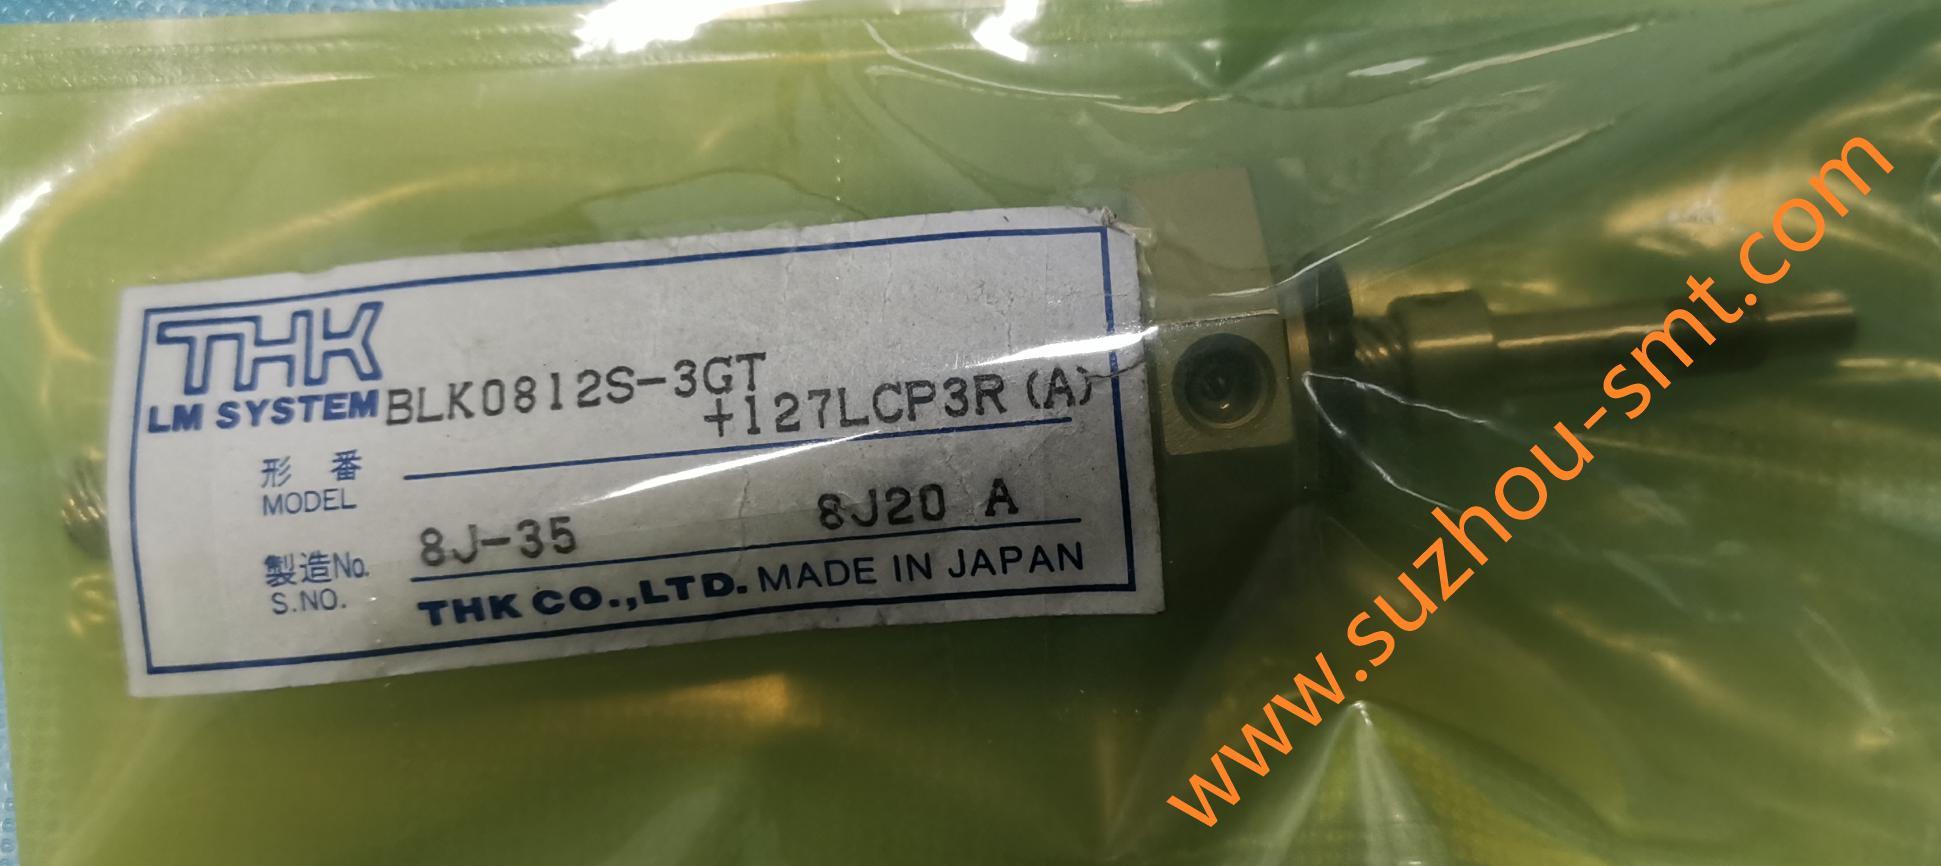 THK
LM SYSTEM
BLK0812S-3GT
+127LCP3R (A)
形番
MODEL
製造No.
S.NO.
8J-35 8J20 A
THK CO.,LTD. MADE IN JAPAN
www.suzhou-smt.com